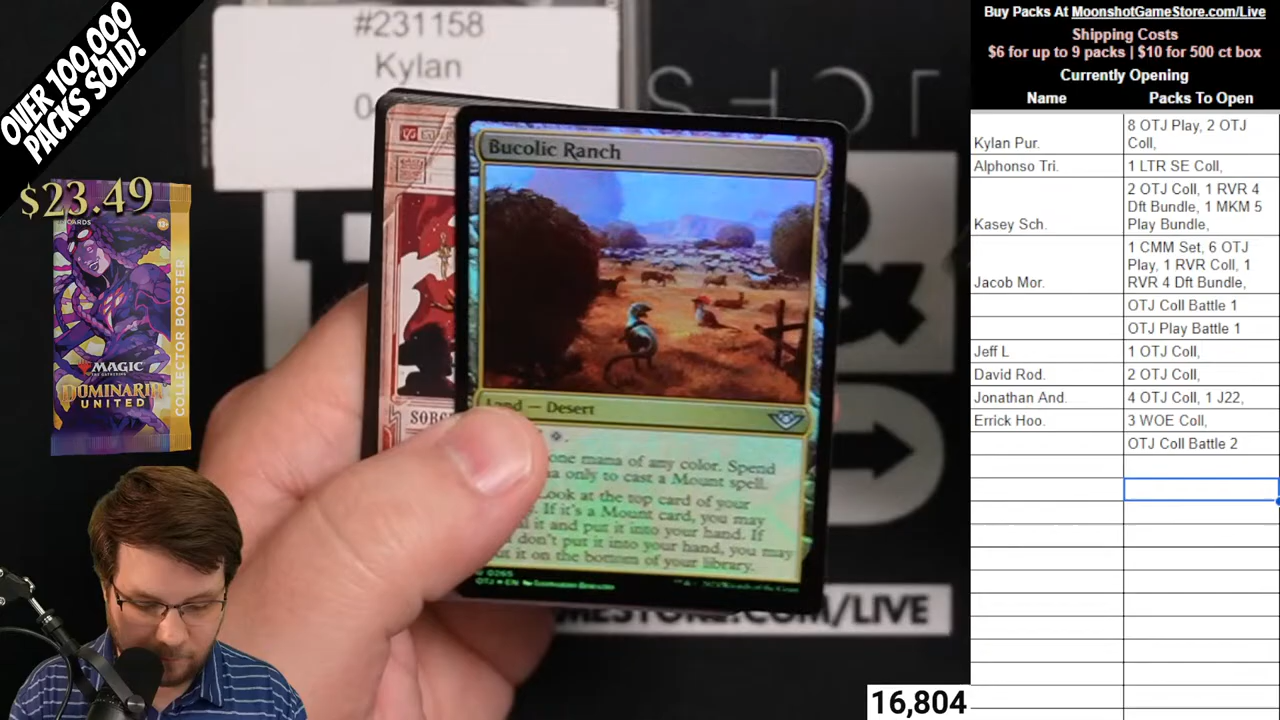 OVER 100,000
PACKS SOLD!
$23.49
MAGIC
DOMINARIA
UNITED
COLLECTOR BOOSTER
#231158
Kylan
Bucolic Ranch
Land — Desert
one mana of any color. Spend
only to cast a Mount spell.
Look at the top card of your
If it's a Mount card, you may
it and put it into your hand. If
don't put it into your hand, you may
it on the bottom of your library.
0265
OTJ EN
/LIVE
16,804
Buy Packs At MoonshotGameStore.com/Live
Shipping Costs
$6 for up to 9 packs | $10 for 500 ct box
Currently Opening
Name Packs To Open
Kylan Pur. 8 OTJ Play, 2 OTJ
Coll,
Alphonso Tri. 1 LTR SE Coll,
Kasey Sch. 2 OTJ Coll, 1 RVR 4
Dft Bundle, 1 MKM 5
Play Bundle,
Jacob Mor. 1 CMM Set, 6 OTJ
Play, 1 RVR Coll, 1
RVR 4 Dft Bundle,
OTJ Coll Battle 1
OTJ Play Battle 1
Jeff L 1 OTJ Coll,
David Rod. 2 OTJ Coll,
Jonathan And. 4 OTJ Coll, 1 J22,
Errick Hoo. 3 WOE Coll,
OTJ Coll Battle 2